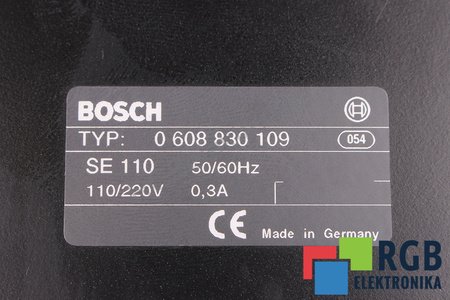 BOSCH
TYP: 0 608 830 109 054
SE 110 50/60Hz
110/220V 0,3A
CE Made in Germany
RGB
ELEKTRONIKA